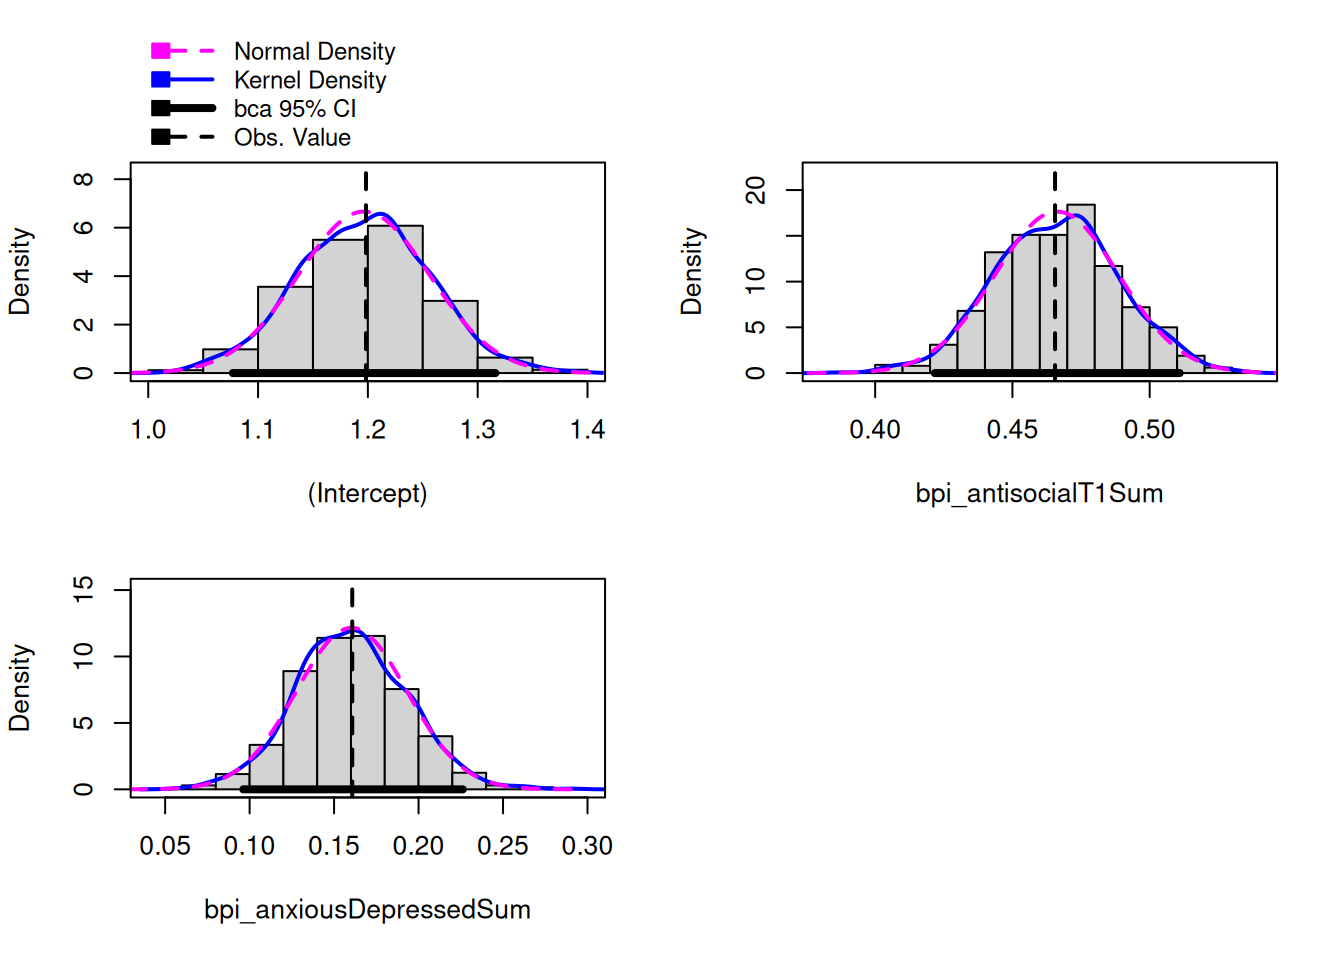 Normal Density
Kernel Density
bca 95% CI
Obs. Value
Density
0 2 4 6 8
1.0 1.1 1.2 1.3 1.4
(Intercept)
Density
0 5 10 20
0.40 0.45 0.50
bpi_antisocialT1Sum
Density
0 5 10 15
0.05 0.10 0.15 0.20 0.25 0.30
bpi_anxiousDepressedSum